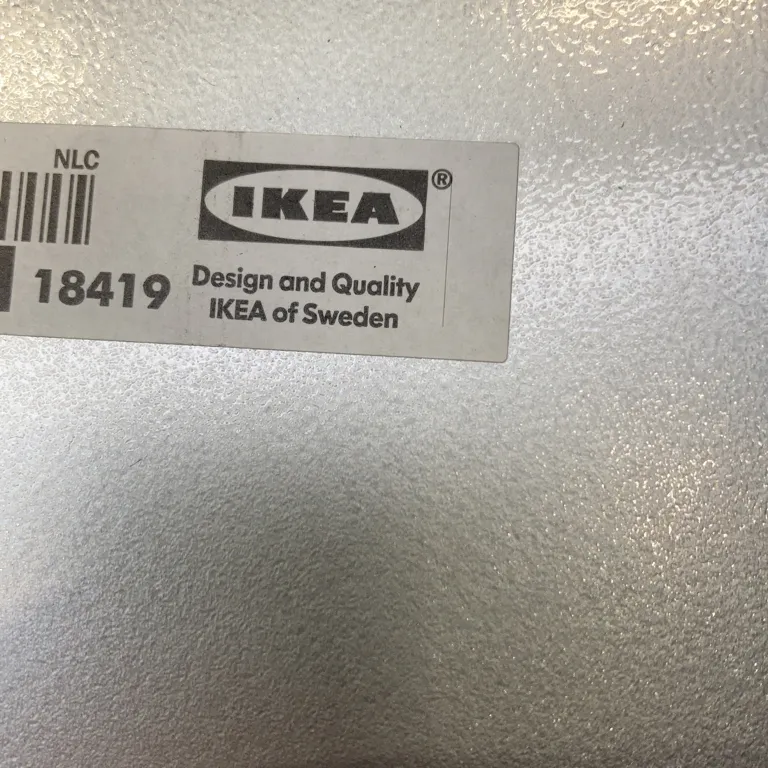 NLC
18419
IKEA®
Design and Quality
IKEA of Sweden